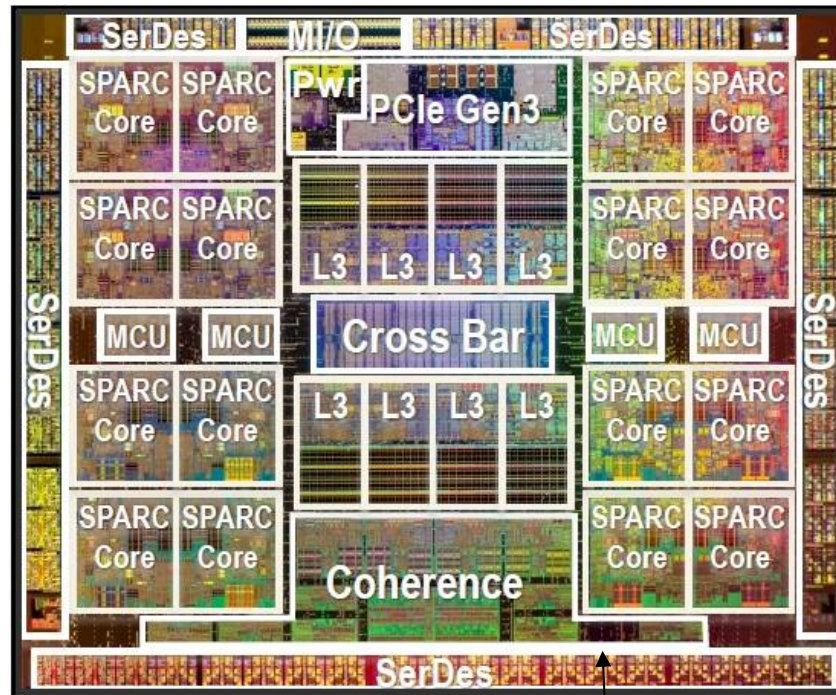 SerDes
MI/O
SerDes
SPARC Core
SPARC Core
Pwr
PCIe Gen3
SPARC Core
SPARC Core
SPARC Core
SPARC Core
L3
L3
L3
L3
SPARC Core
SPARC Core
SerDes
MCU
MCU
Cross Bar
MCU
MCU
SerDes
SPARC Core
SPARC Core
L3
L3
L3
L3
SPARC Core
SPARC Core
SPARC Core
SPARC Core
Coherence
SPARC Core
SPARC Core
SerDes